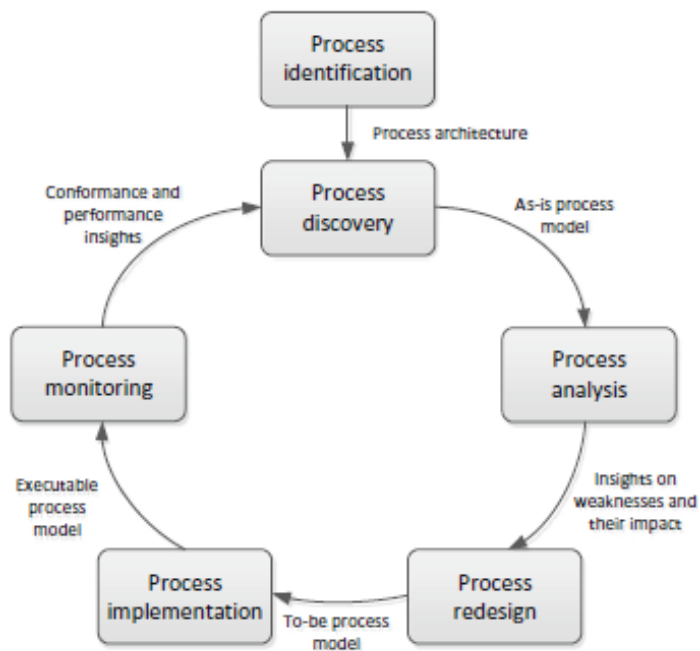 Process
identification
Process architecture
Process
discovery
As-is process
model
Process
analysis
Insights on
weaknesses and
their impact
Process
redesign
To-be process
model
Process
implementation
Executable
process
model
Process
monitoring
Conformance and
performance
insights